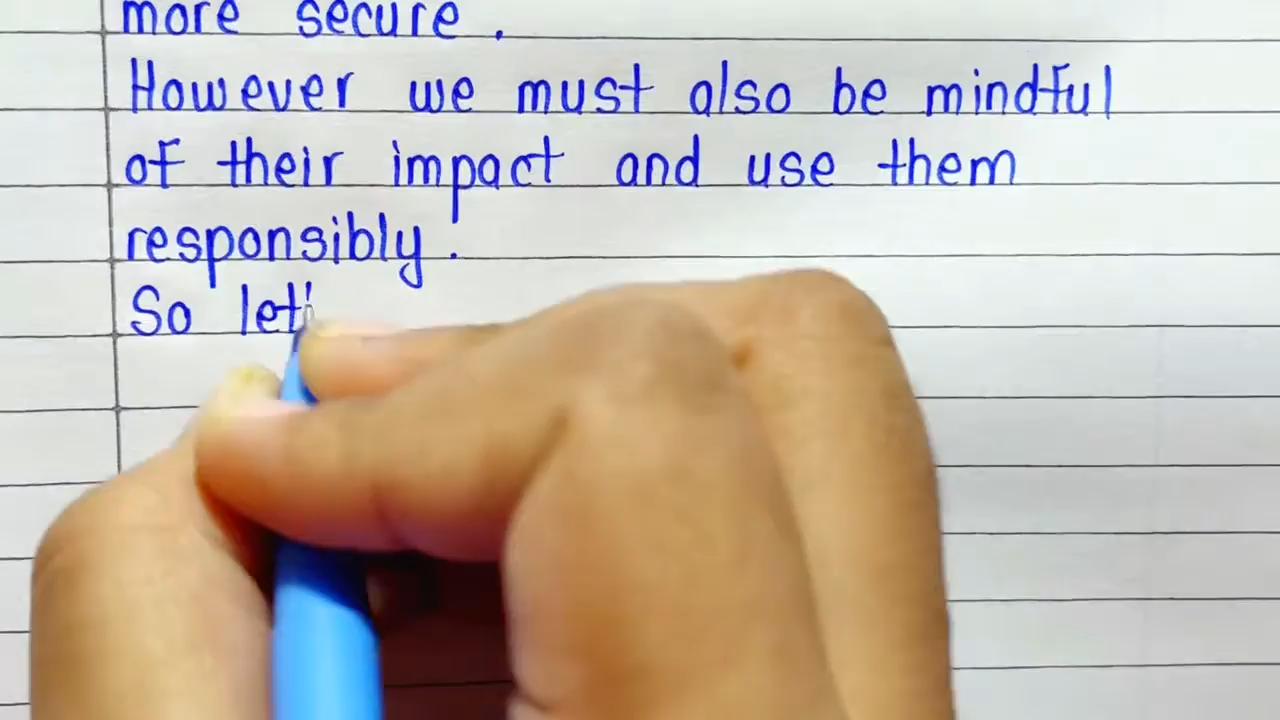 more secure.
However we must also be mindful
of their impact and use them
responsibly.
So let'